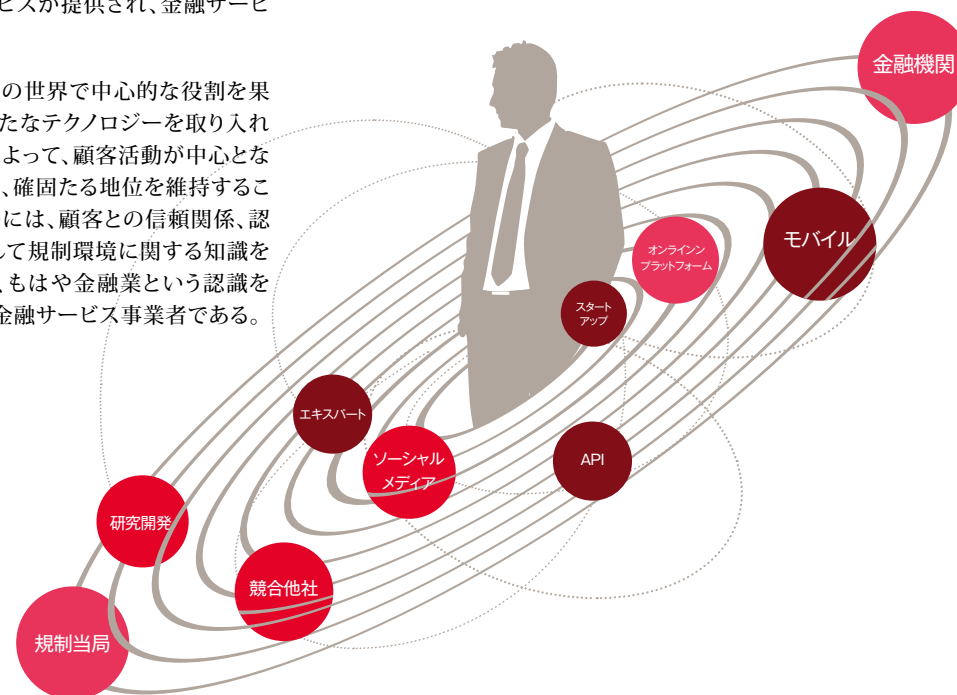 ビスが提供され、金融サービ
の世界で中心的な役割を果
たなテクノロジーを取り入れ
よって、顧客活動が中心とな
、確固たる地位を維持するこ
には、顧客との信頼関係、認
て規制環境に関する知識を
、もはや金融業という認識を
金融サービス事業者である。
金融機関
モバイル
オンラインン
プラットフォーム
スタート
アップ
エキスパート
ソーシャル
メディア
API
研究開発
競合他社
規制当局